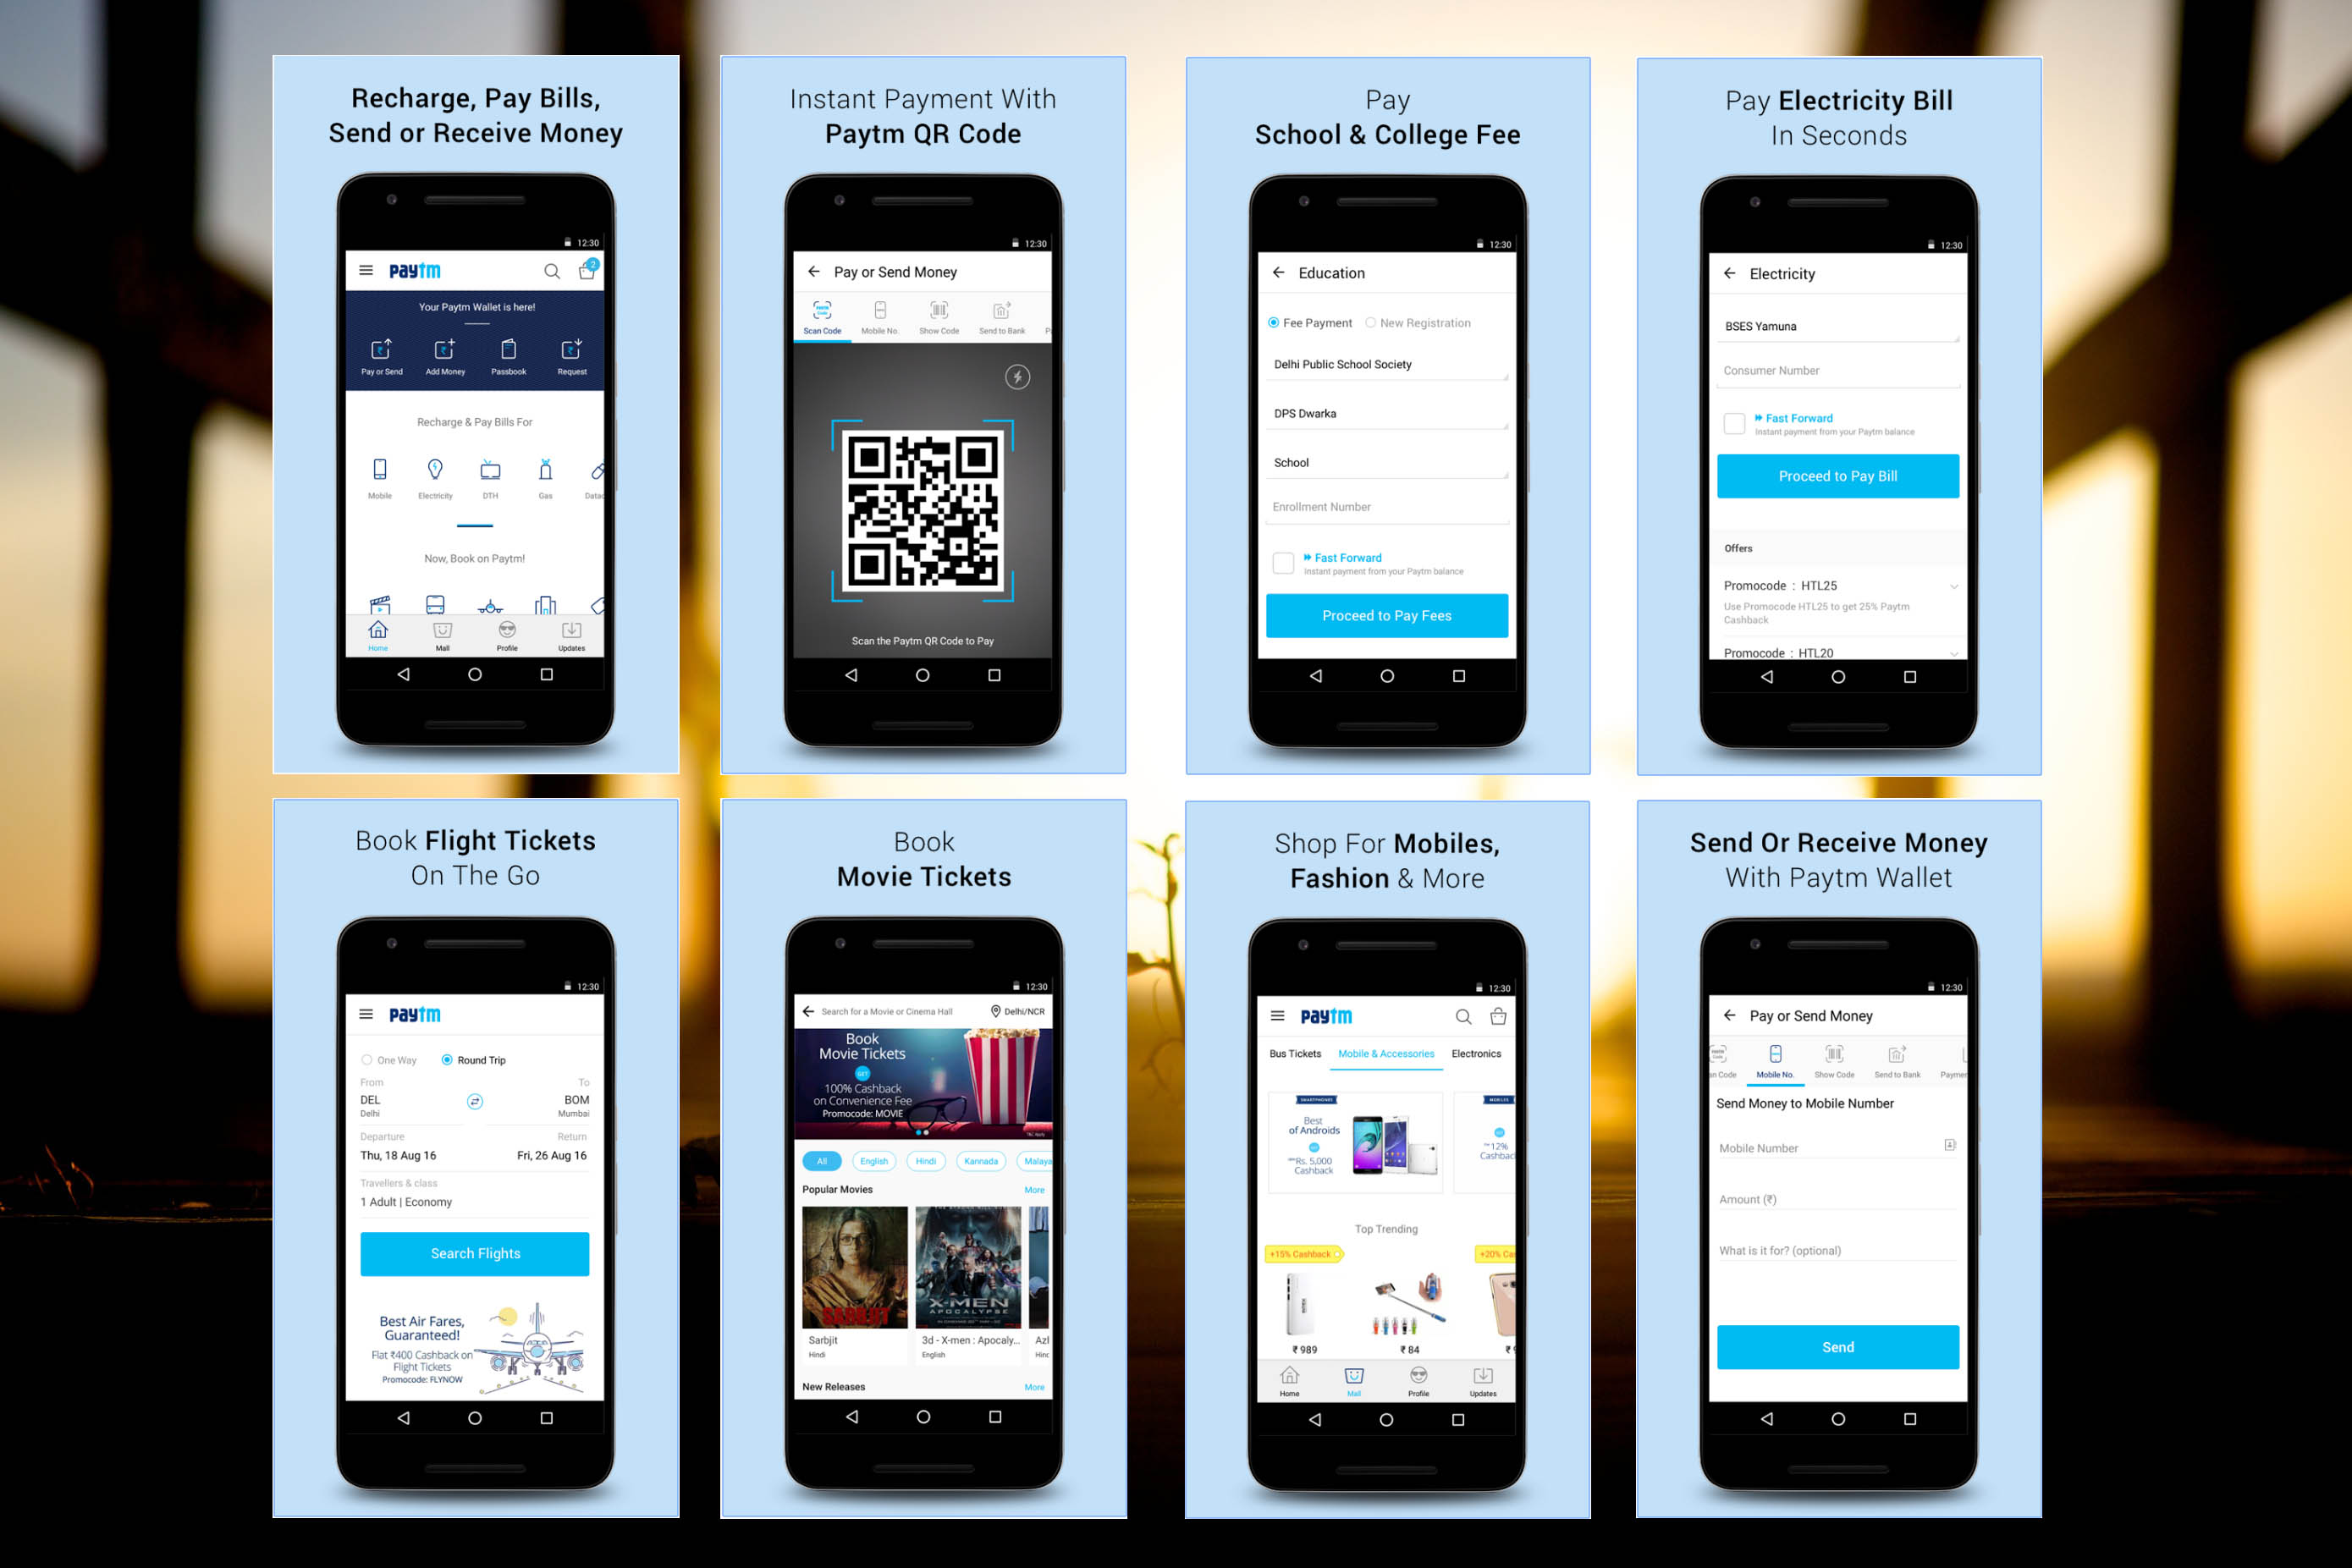 Recharge, Pay Bills,
Send or Receive Money
12:30
paytm
2
Your Paytm Wallet is here!
Pay or Send
Add Money
Passbook
Request
Recharge & Pay Bills For
Mobile
Electricity
DTH
Gas
Datac
Now, Book on Paytm!
Home
Mall
Profile
Updates
Instant Payment With
Paytm QR Code
12:30
Pay or Send Money
Scan Code
Mobile No.
Show Code
Send to Bank
Scan the Paytm QR Code to Pay
Pay
School & College Fee
12:30
Education
Fee Payment
New Registration
Delhi Public School Society
DPS Dwarka
School
Enrollment Number
Fast Forward
Instant payment from your Paytm balance
Proceed to Pay Fees
Pay Electricity Bill
In Seconds
12:30
Electricity
BSES Yamuna
Consumer Number
Fast Forward
Instant payment from your Paytm balance
Proceed to Pay Bill
Offers
Promocode : HTL25
Use Promocode HTL25 to get 25% Paytm
Cashback
Promocode : HTL20
Book Flight Tickets
On The Go
12:30
paytm
One Way
Round Trip
From
To
DEL
BOM
Delhi
Mumbai
Departure
Return
Thu, 18 Aug 16
Fri, 26 Aug 16
Travellers & class
1 Adult | Economy
Search Flights
Best Air Fares,
Guaranteed!
Flat ₹400 Cashback on
Flight Tickets
Promocode: FLYNOW
Book
Movie Tickets
12:30
Search for a Movie or Cinema Hall
Delhi/NCR
Book
Movie Tickets
GET
100% Cashback
on Convenience Fee
Promocode: MOVIE
All
English
Hindi
Kannada
Malaya
Popular Movies
More
SARBJIT
X-MEN
APOCALYPSE
Sarbjit
Hindi
3d - X-men : Apocaly...
English
Azh
Hind
New Releases
More
Shop For Mobiles,
Fashion & More
12:30
paytm
Bus Tickets
Mobile & Accessories
Electronics
SMARTPHONES
Best
of Androids
Rs. 5,000
Cashback
MOBILES
12%
Cashbac
Top Trending
+15% Cashback
+20% Ca
₹ 989
₹ 84
Home
Mall
Profile
Updates
Send Or Receive Money
With Paytm Wallet
12:30
Pay or Send Money
an Code
Mobile No.
Show Code
Send to Bank
Paymen
Send Money to Mobile Number
Mobile Number
Amount (₹)
What is it for? (optional)
Send